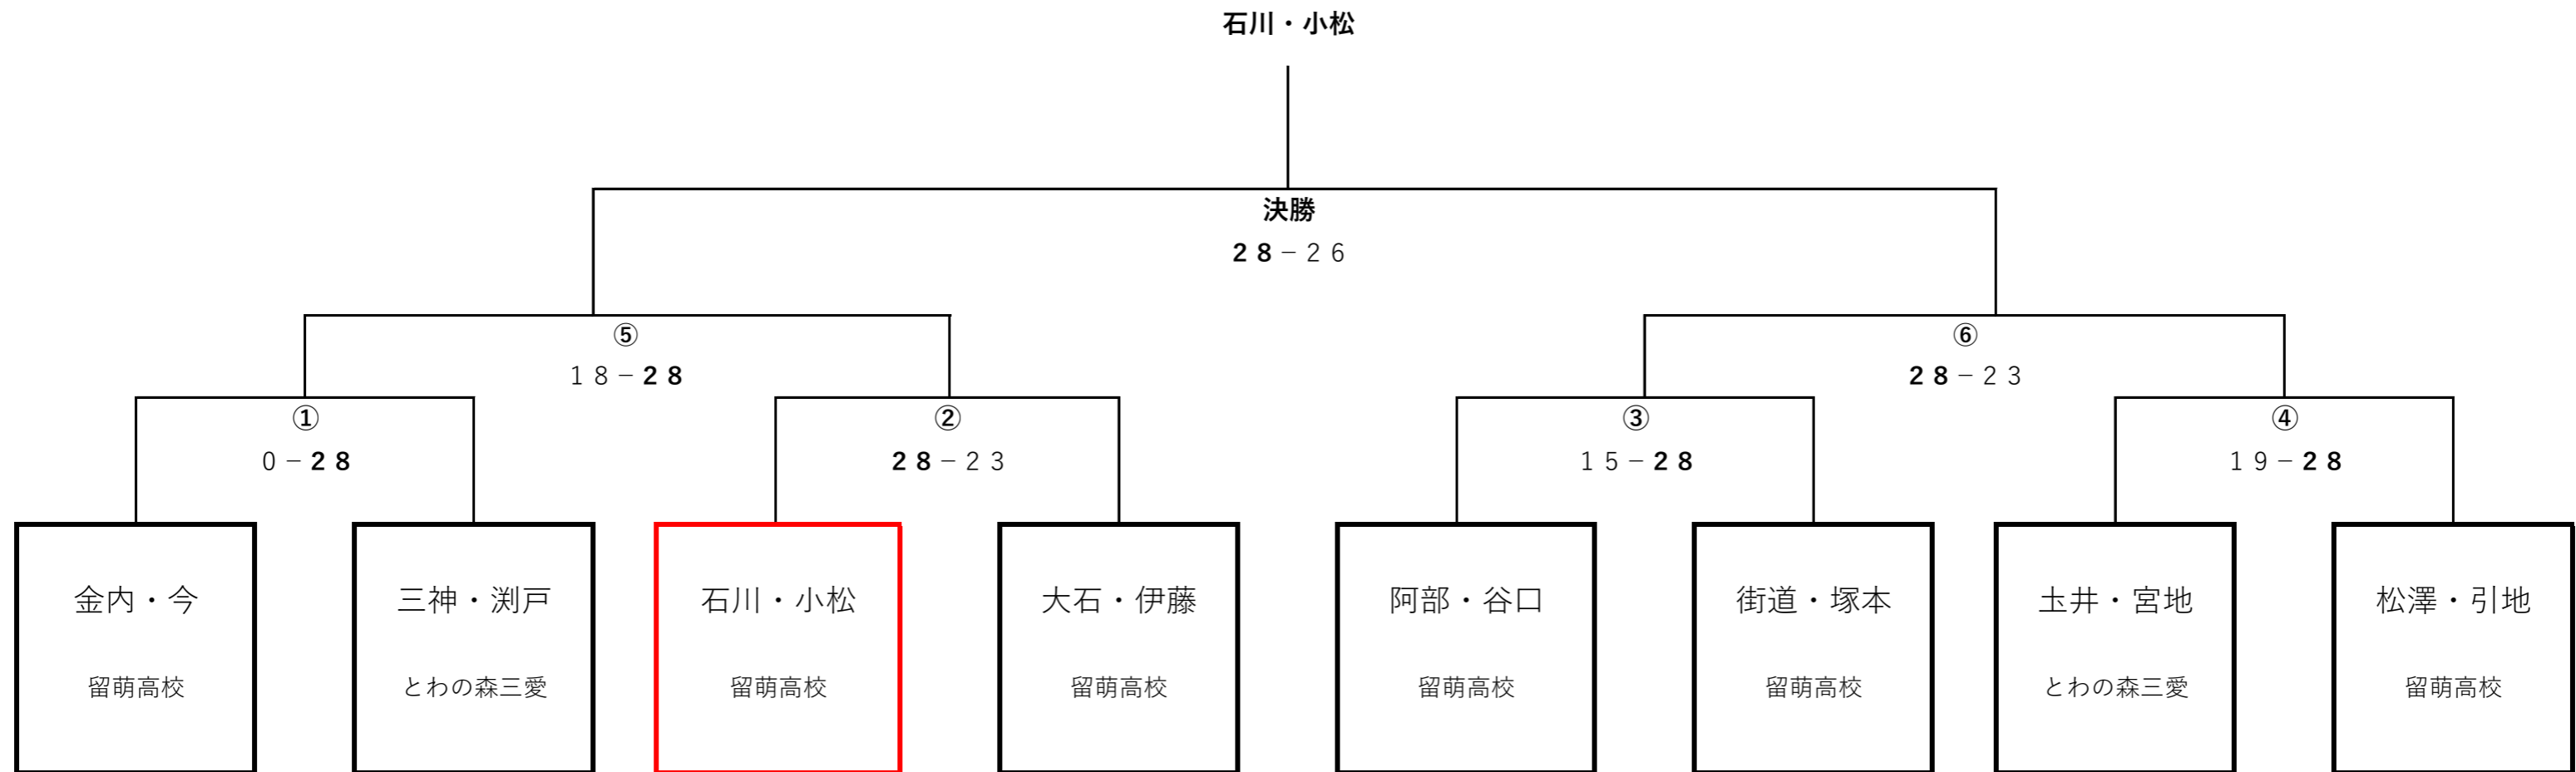 石川・小松
決勝
２８－２６
⑤
⑥
１８－２８
２８－２３
①
②
③
④
０－２８
２８－２３
１５－２８
１９－２８
金内・今
三神・渕戸
石川・小松
大石・伊藤
阿部・谷口
街道・塚本
圡井・宮地
松澤・引地
留萌高校
とわの森三愛
留萌高校
留萌高校
留萌高校
留萌高校
とわの森三愛
留萌高校